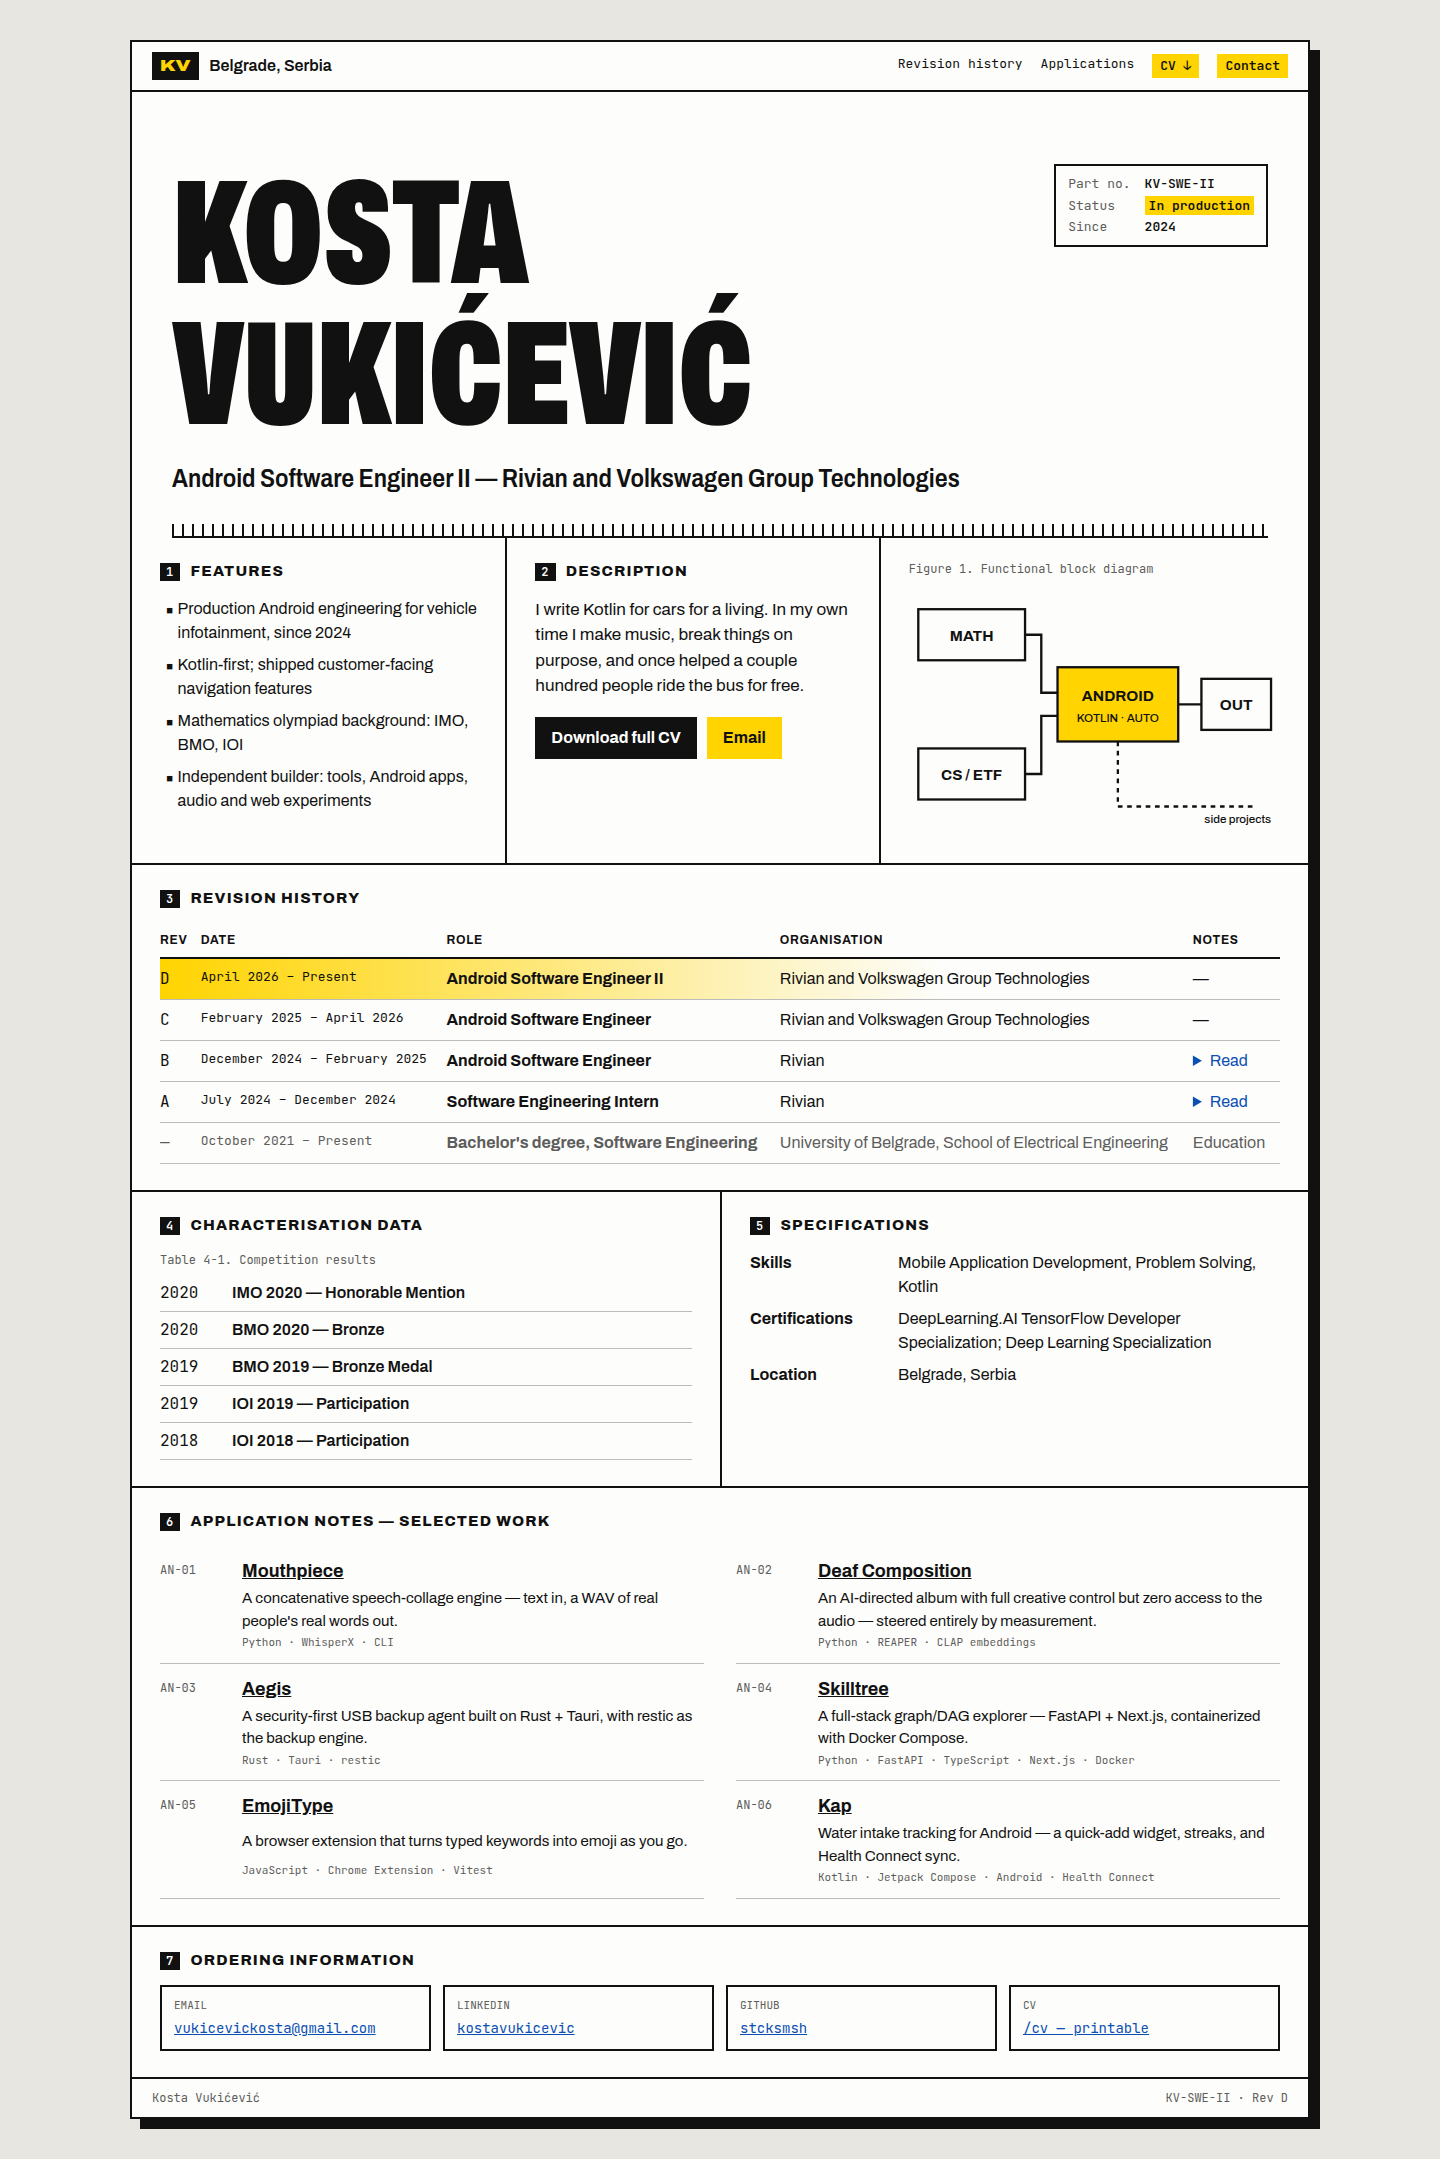 KV Belgrade, Serbia
Revision history Applications CV ↓ Contact
KOSTA
VUKIĆEVIĆ
Part no. KV-SWE-II
Status In production
Since 2024
Android Software Engineer II — Rivian and Volkswagen Group Technologies
1 FEATURES
▪ Production Android engineering for vehicle
infotainment, since 2024
▪ Kotlin-first; shipped customer-facing
navigation features
▪ Mathematics olympiad background: IMO,
BMO, IOI
▪ Independent builder: tools, Android apps,
audio and web experiments
2 DESCRIPTION
I write Kotlin for cars for a living. In my own
time I make music, break things on
purpose, and once helped a couple
hundred people ride the bus for free.
Download full CV
Email
Figure 1. Functional block diagram
MATH
ANDROID
KOTLIN · AUTO
OUT
CS / ETF
side projects
3 REVISION HISTORY
REV DATE ROLE ORGANISATION NOTES
D April 2026 – Present Android Software Engineer II Rivian and Volkswagen Group Technologies —
C February 2025 – April 2026 Android Software Engineer Rivian and Volkswagen Group Technologies —
B December 2024 – February 2025 Android Software Engineer Rivian ▶ Read
A July 2024 – December 2024 Software Engineering Intern Rivian ▶ Read
— October 2021 – Present Bachelor's degree, Software Engineering University of Belgrade, School of Electrical Engineering Education
4 CHARACTERISATION DATA
Table 4-1. Competition results
2020 IMO 2020 — Honorable Mention
2020 BMO 2020 — Bronze
2019 BMO 2019 — Bronze Medal
2019 IOI 2019 — Participation
2018 IOI 2018 — Participation
5 SPECIFICATIONS
Skills Mobile Application Development, Problem Solving,
Kotlin
Certifications DeepLearning.AI TensorFlow Developer
Specialization; Deep Learning Specialization
Location Belgrade, Serbia
6 APPLICATION NOTES — SELECTED WORK
AN-01 Mouthpiece
A concatenative speech-collage engine — text in, a WAV of real
people's real words out.
Python · WhisperX · CLI
AN-02 Deaf Composition
An AI-directed album with full creative control but zero access to the
audio — steered entirely by measurement.
Python · REAPER · CLAP embeddings
AN-03 Aegis
A security-first USB backup agent built on Rust + Tauri, with restic as
the backup engine.
Rust · Tauri · restic
AN-04 Skilltree
A full-stack graph/DAG explorer — FastAPI + Next.js, containerized
with Docker Compose.
Python · FastAPI · TypeScript · Next.js · Docker
AN-05 EmojiType
A browser extension that turns typed keywords into emoji as you go.
JavaScript · Chrome Extension · Vitest
AN-06 Kap
Water intake tracking for Android — a quick-add widget, streaks, and
Health Connect sync.
Kotlin · Jetpack Compose · Android · Health Connect
7 ORDERING INFORMATION
EMAIL
vukicevickosta@gmail.com
LINKEDIN
kostavukicevic
GITHUB
stcksmsh
CV
/cv — printable
Kosta Vukićević
KV-SWE-II · Rev D